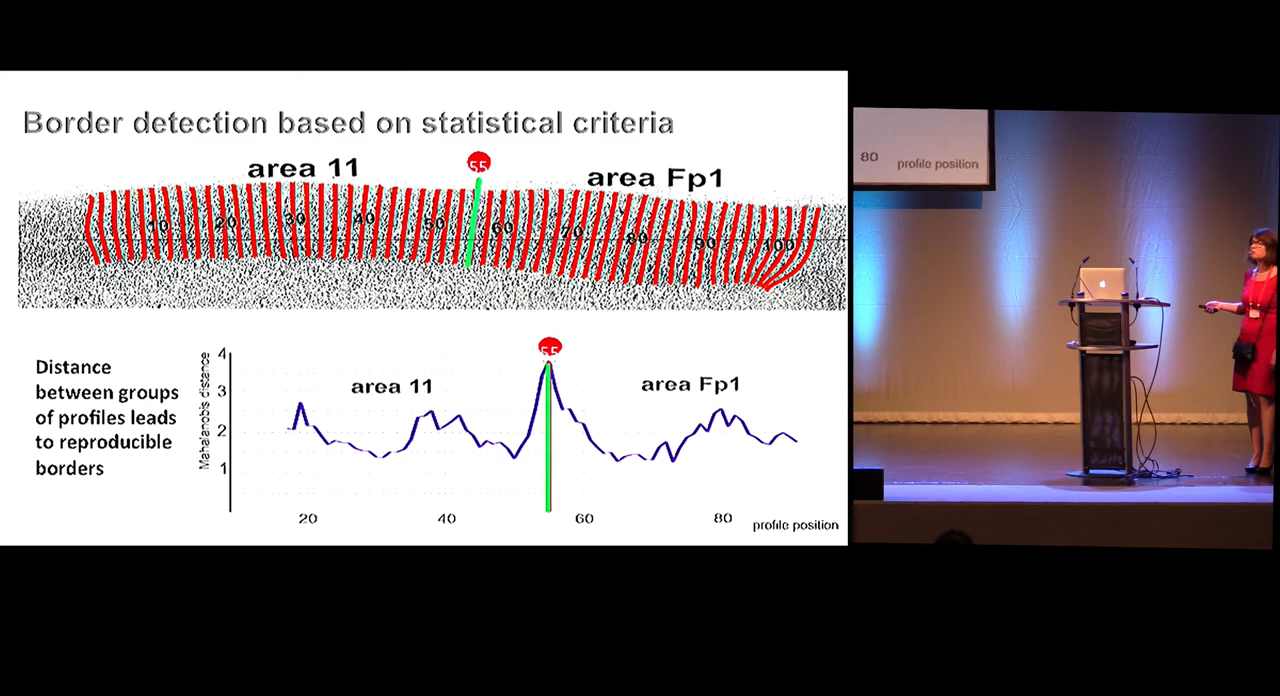 Border detection based on statistical criteria
area 11
55
area Fp1
10
20
30
40
50
60
70
80
90
100
Distance
between groups
of profiles leads
to reproducible
borders
Mahalanobis distance
4
3
2
1
55
area 11
area Fp1
20
40
60
80
profile position
80
profile position